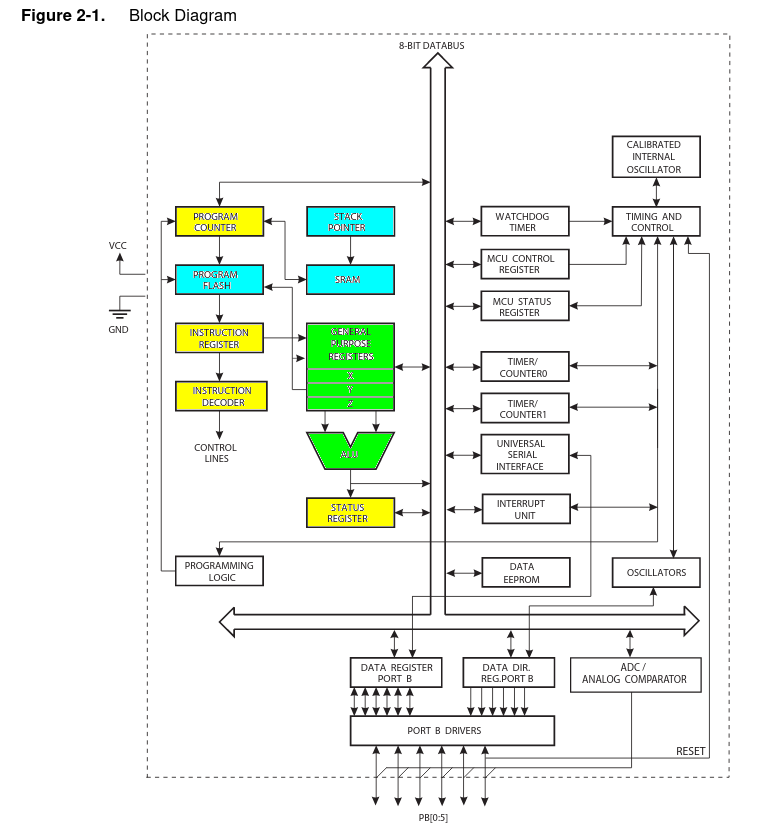 Figure 2-1. Block Diagram
8-BIT DATABUS
CALIBRATED
INTERNAL
OSCILLATOR
PROGRAM
COUNTER
STACK
POINTER
WATCHDOG
TIMER
TIMING AND
CONTROL
VCC
PROGRAM
FLASH
SRAM
MCU CONTROL
REGISTER
MCU STATUS
REGISTER
GND
INSTRUCTION
REGISTER
GENERAL
PURPOSE
REGISTERS
X
Y
Z
TIMER/
COUNTER0
INSTRUCTION
DECODER
TIMER/
COUNTER1
CONTROL
LINES
ALU
UNIVERSAL
SERIAL
INTERFACE
STATUS
REGISTER
INTERRUPT
UNIT
PROGRAMMING
LOGIC
DATA
EEPROM
OSCILLATORS
DATA REGISTER
PORT B
DATA DIR.
REG.PORT B
ADC /
ANALOG COMPARATOR
PORT B DRIVERS
RESET
PB[0:5]